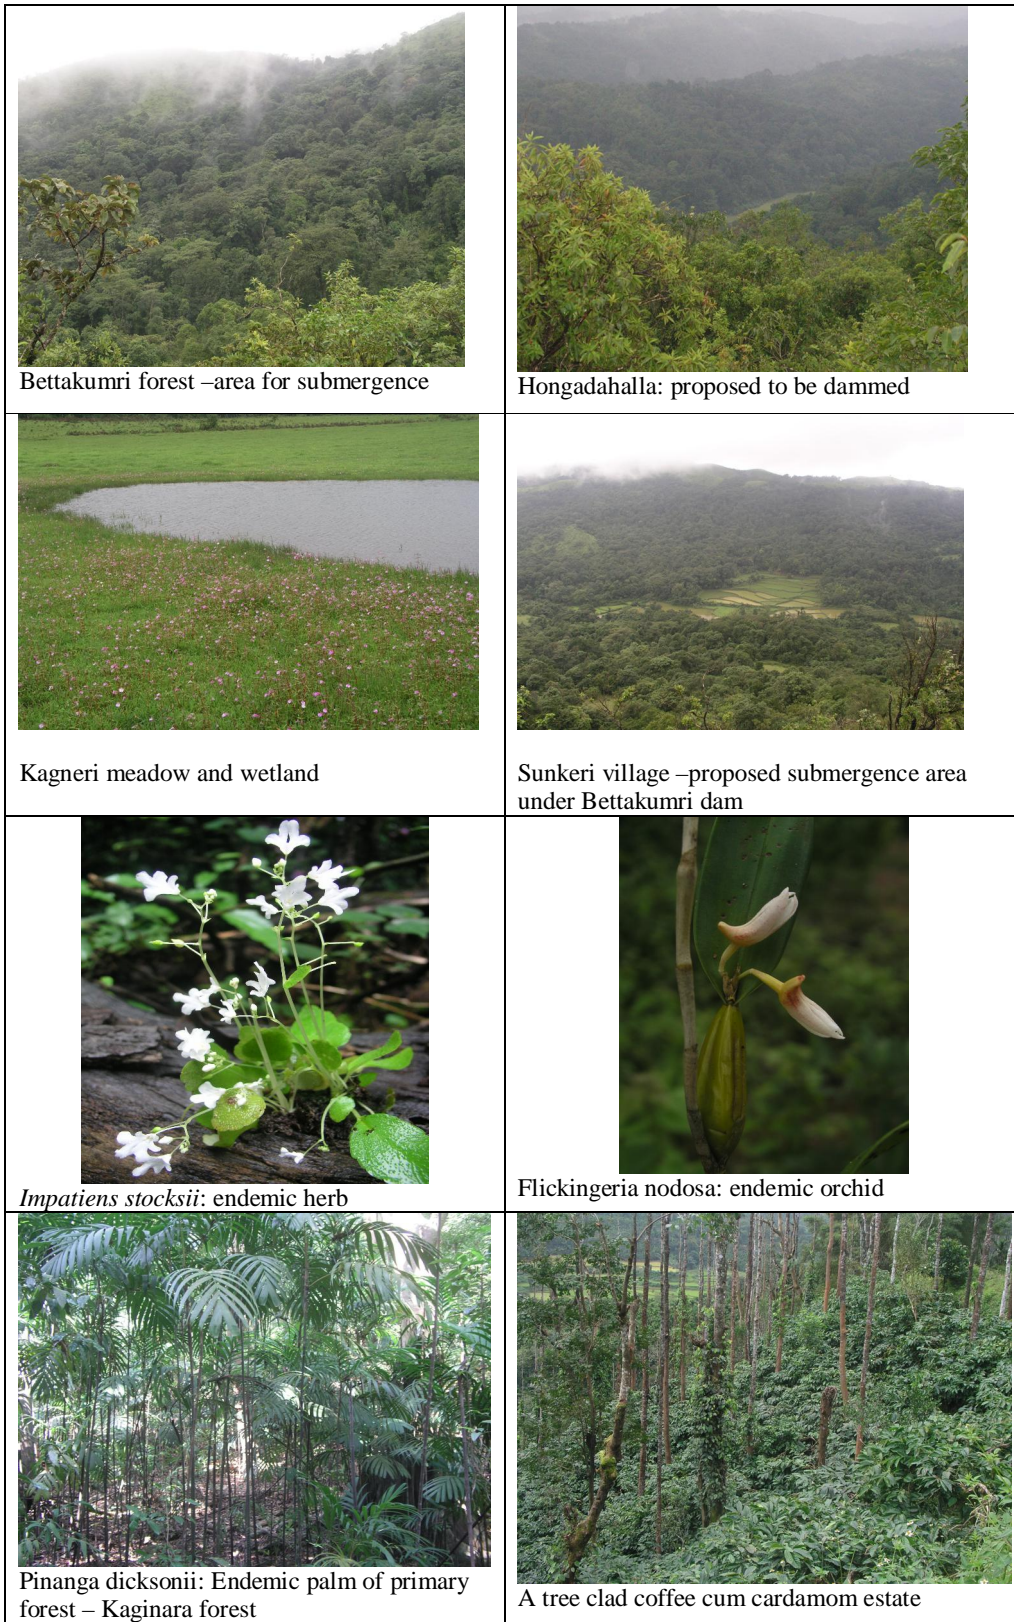 Bettakumri forest –area for submergence
Hongadahalla: proposed to be dammed
Kagneri meadow and wetland
Sunkeri village –proposed submergence area
under Bettakumri dam
Impatiens stocksii: endemic herb
Flickingeria nodosa: endemic orchid
Pinanga dicksonii: Endemic palm of primary
forest – Kaginara forest
A tree clad coffee cum cardamom estate